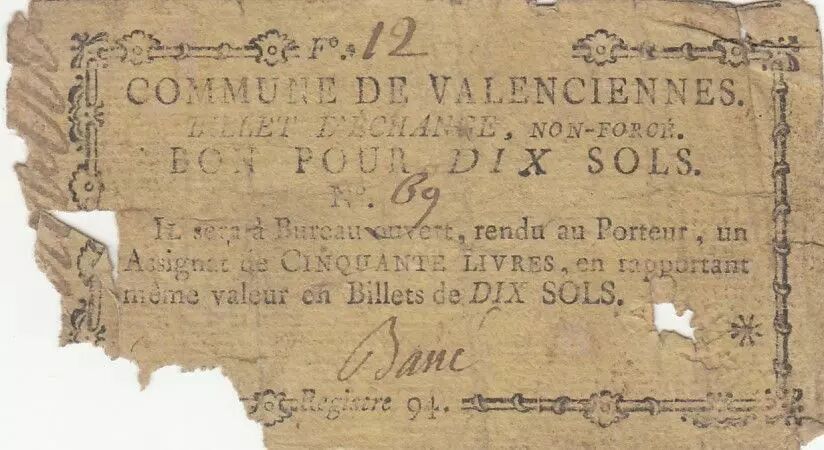 F°. 12
COMMUNE DE VALENCIENNES.
BILLET D'ÉCHANGE, NON-FORCÉ.
BON POUR DIX SOLS.
N°. 69
IL sera à Bureau ouvert, rendu au Porteur, un
Assignat de CINQUANTE LIVRES, en rapportant
même valeur en Billets de DIX SOLS.
Registre 94.